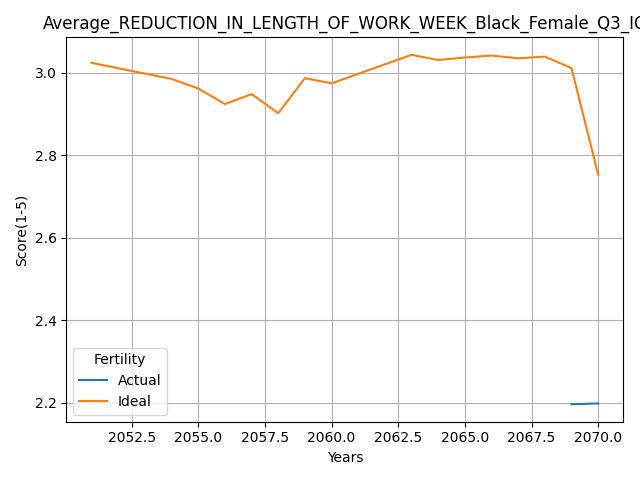 Average_REDUCTION_IN_LENGTH_OF_WORK_WEEK_Black_Female_Q3_IC
Score(1-5)
3.0
2.8
2.6
2.4
2.2
Fertility
Actual
Ideal
2052.5 2055.0 2057.5 2060.0 2062.5 2065.0 2067.5 2070.0
Years